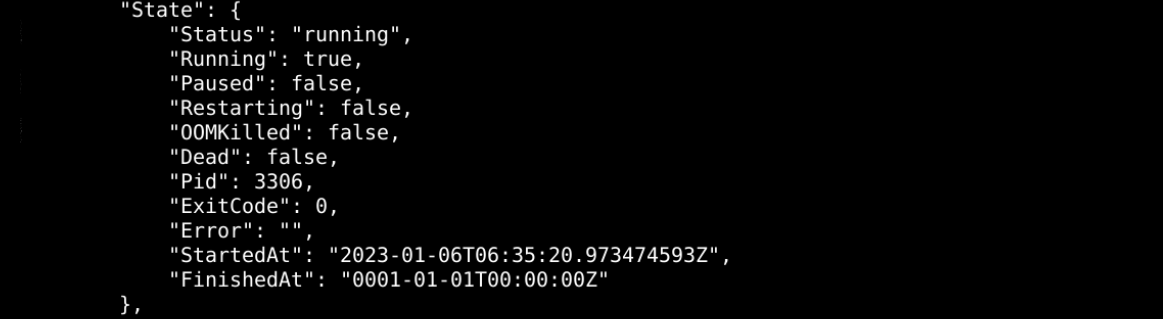 "State": {
"Status": "running",
"Running": true,
"Paused": false,
"Restarting": false,
"OOMKilled": false,
"Dead": false,
"Pid": 3306,
"ExitCode": 0,
"Error": "",
"StartedAt": "2023-01-06T06:35:20.973474593Z",
"FinishedAt": "0001-01-01T00:00:00Z"
},